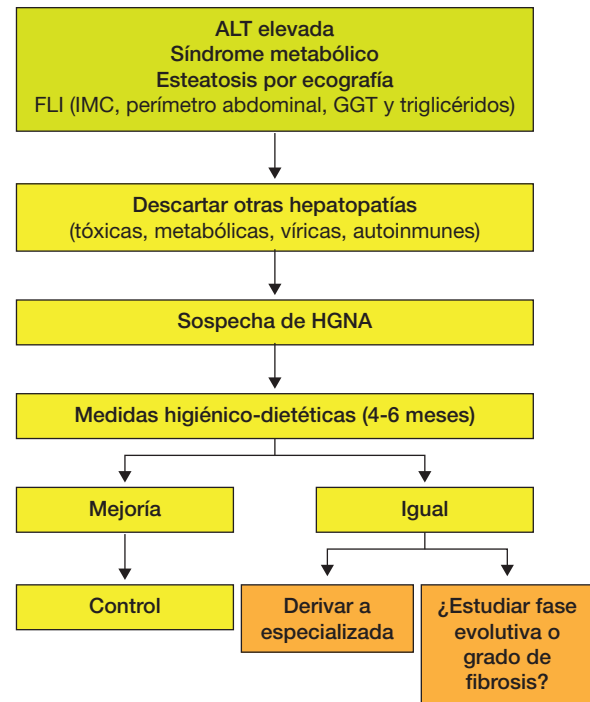 ALT elevada
Síndrome metabólico
Esteatosis por ecografía
FLI (IMC, perímetro abdominal, GGT y triglicéridos)
Descartar otras hepatopatías
(tóxicas, metabólicas, víricas, autoinmunes)
Sospecha de HGNA
Medidas higiénico-dietéticas (4-6 meses)
Mejoría
Igual
Control
Derivar a
especializada
¿Estudiar fase
evolutiva o
grado de
fibrosis?